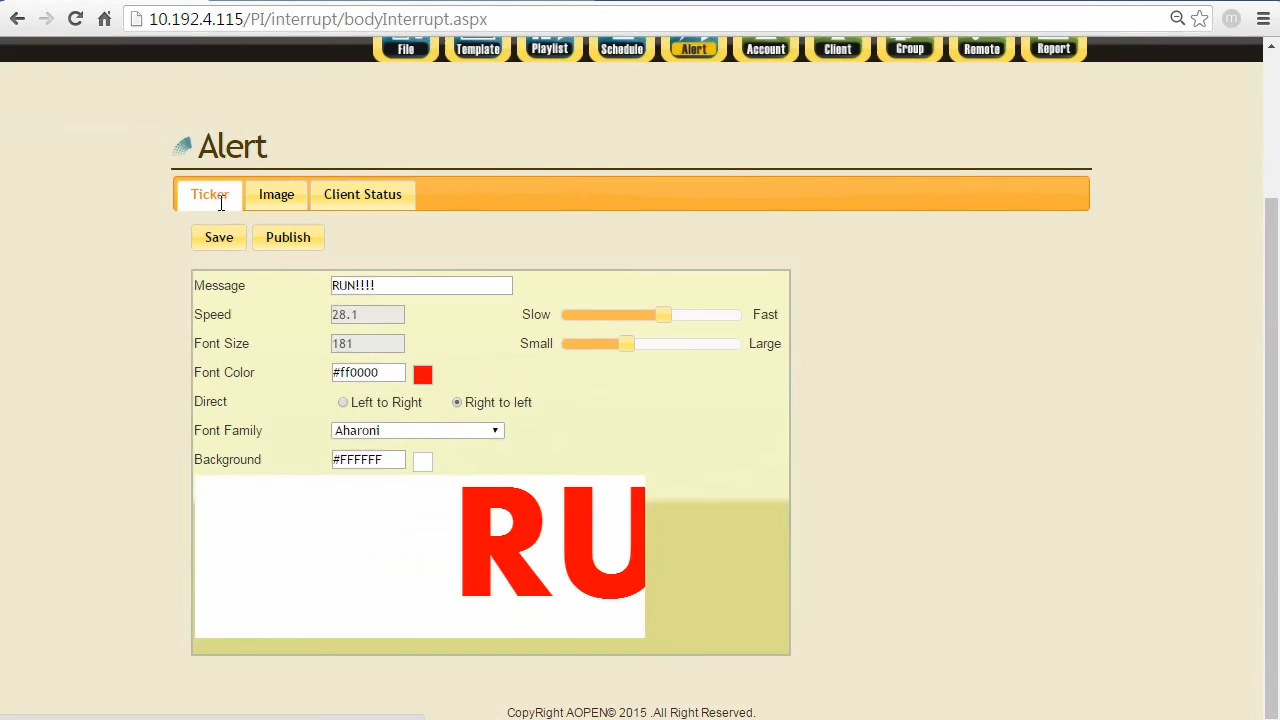 10.192.4.115/PI/interrupt/bodyInterrupt.aspx
m
File Template Playlist Schedule Alert Account Client Group Remote Report
Alert
Ticker Image Client Status
Save Publish
Message RUN!!!!
Speed 28.1 Slow Fast
Font Size 181 Small Large
Font Color #ff0000
Direct Left to Right Right to left
Font Family Aharoni
Background #FFFFFF
RU
CopyRight AOPEN© 2015 .All Right Reserved.